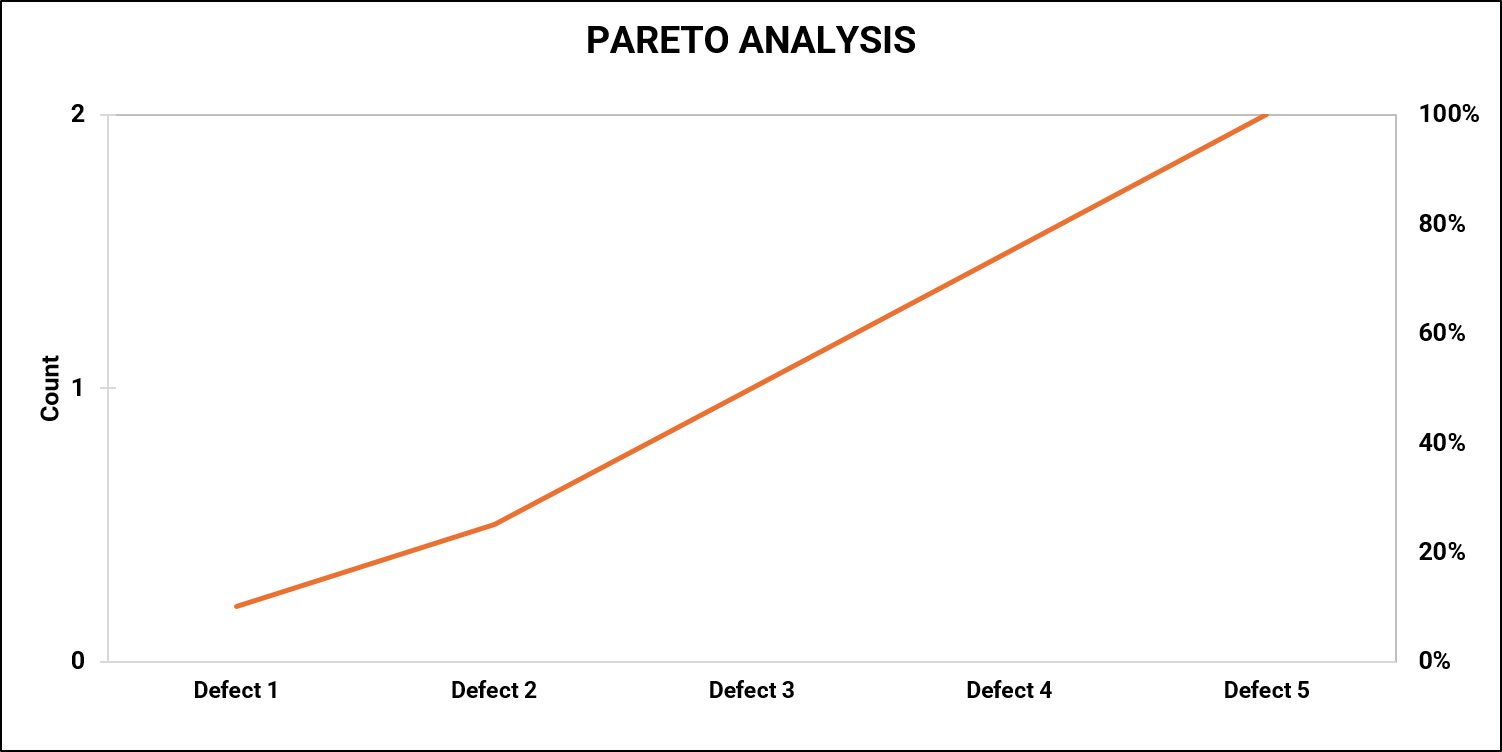 PARETO ANALYSIS
2
1
0
Count
100%
80%
60%
40%
20%
0%
Defect 1
Defect 2
Defect 3
Defect 4
Defect 5